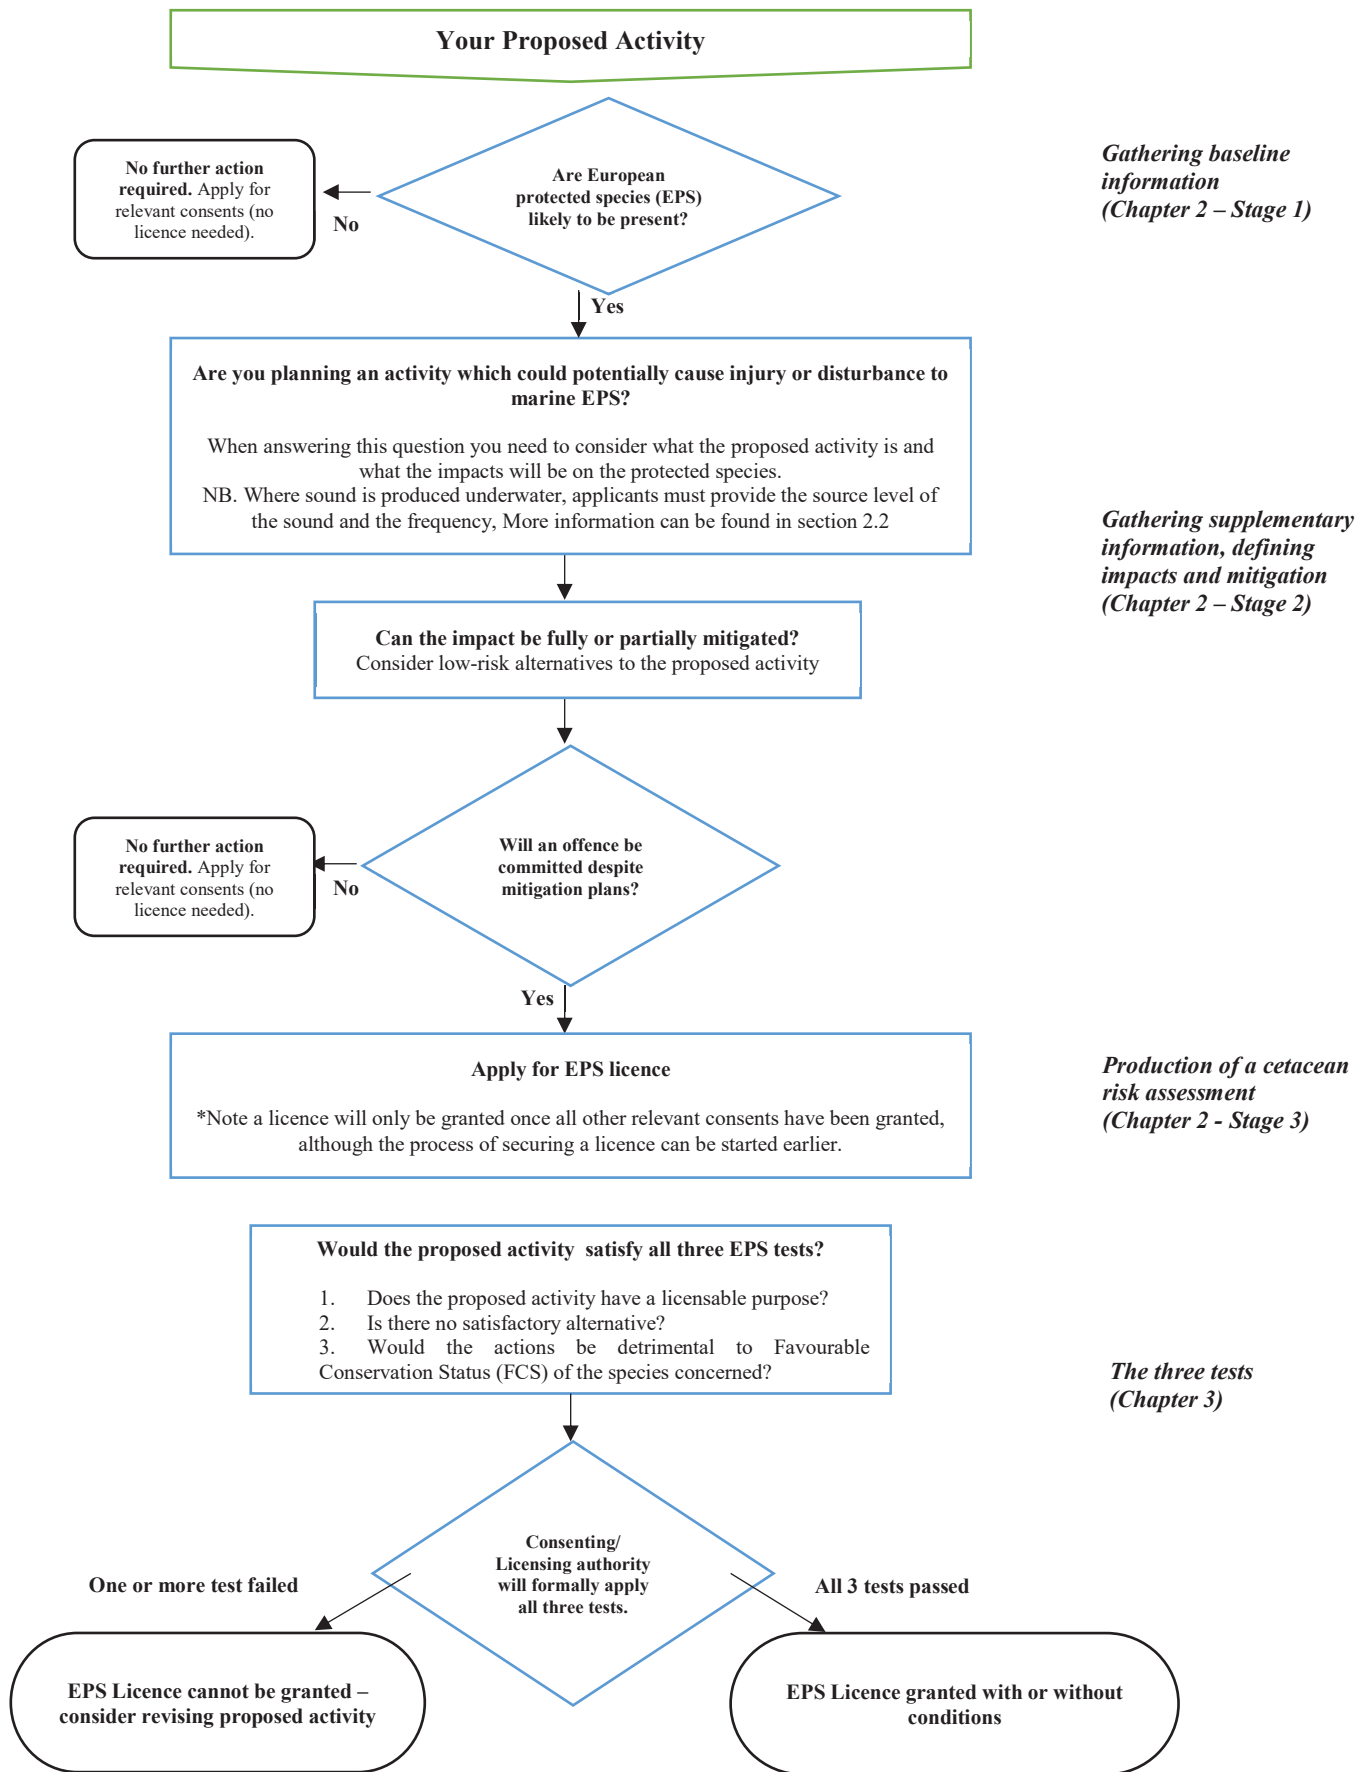 Your Proposed Activity
No further action
required. Apply for
relevant consents (no
licence needed).
No
Are European
protected species (EPS)
likely to be present?
Gathering baseline
information
(Chapter 2 – Stage 1)
Yes
Are you planning an activity which could potentially cause injury or disturbance to
marine EPS?
When answering this question you need to consider what the proposed activity is and
what the impacts will be on the protected species.
NB. Where sound is produced underwater, applicants must provide the source level of
the sound and the frequency, More information can be found in section 2.2
Gathering supplementary
information, defining
impacts and mitigation
(Chapter 2 – Stage 2)
Can the impact be fully or partially mitigated?
Consider low-risk alternatives to the proposed activity
No further action
required. Apply for
relevant consents (no
licence needed).
No
Will an offence be
committed despite
mitigation plans?
Yes
Apply for EPS licence
*Note a licence will only be granted once all other relevant consents have been granted,
although the process of securing a licence can be started earlier.
Production of a cetacean
risk assessment
(Chapter 2 - Stage 3)
Would the proposed activity satisfy all three EPS tests?
1. Does the proposed activity have a licensable purpose?
2. Is there no satisfactory alternative?
3. Would the actions be detrimental to Favourable
Conservation Status (FCS) of the species concerned?
The three tests
(Chapter 3)
Consenting/
Licensing authority
will formally apply
all three tests.
One or more test failed
All 3 tests passed
EPS Licence cannot be granted –
consider revising proposed activity
EPS Licence granted with or without
conditions